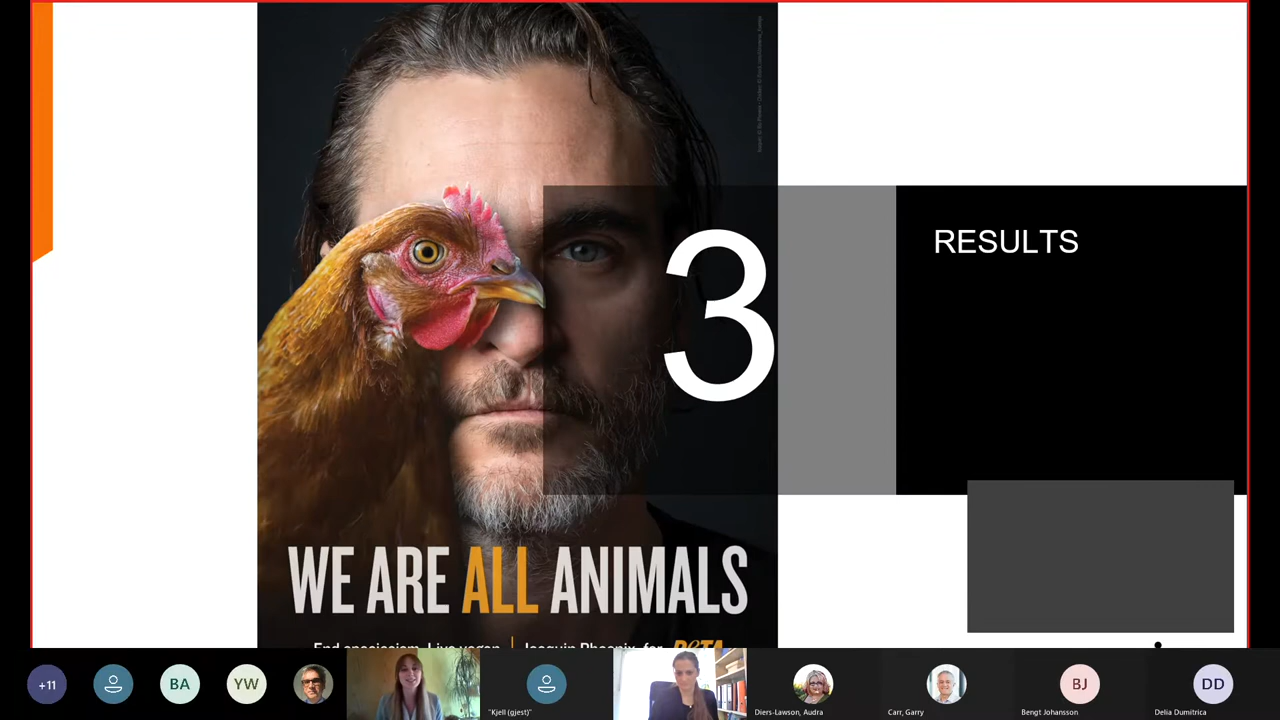 3
RESULTS
WE ARE ALL ANIMALS
End speciesism. Live vegan. | Joaquin Phoenix for PETA
+11
BA
YW
"Kjell (gjest)"
Diers-Lawson, Audra
Carr, Garry
BJ
Bengt Johansson
DD
Delia Dumitrica